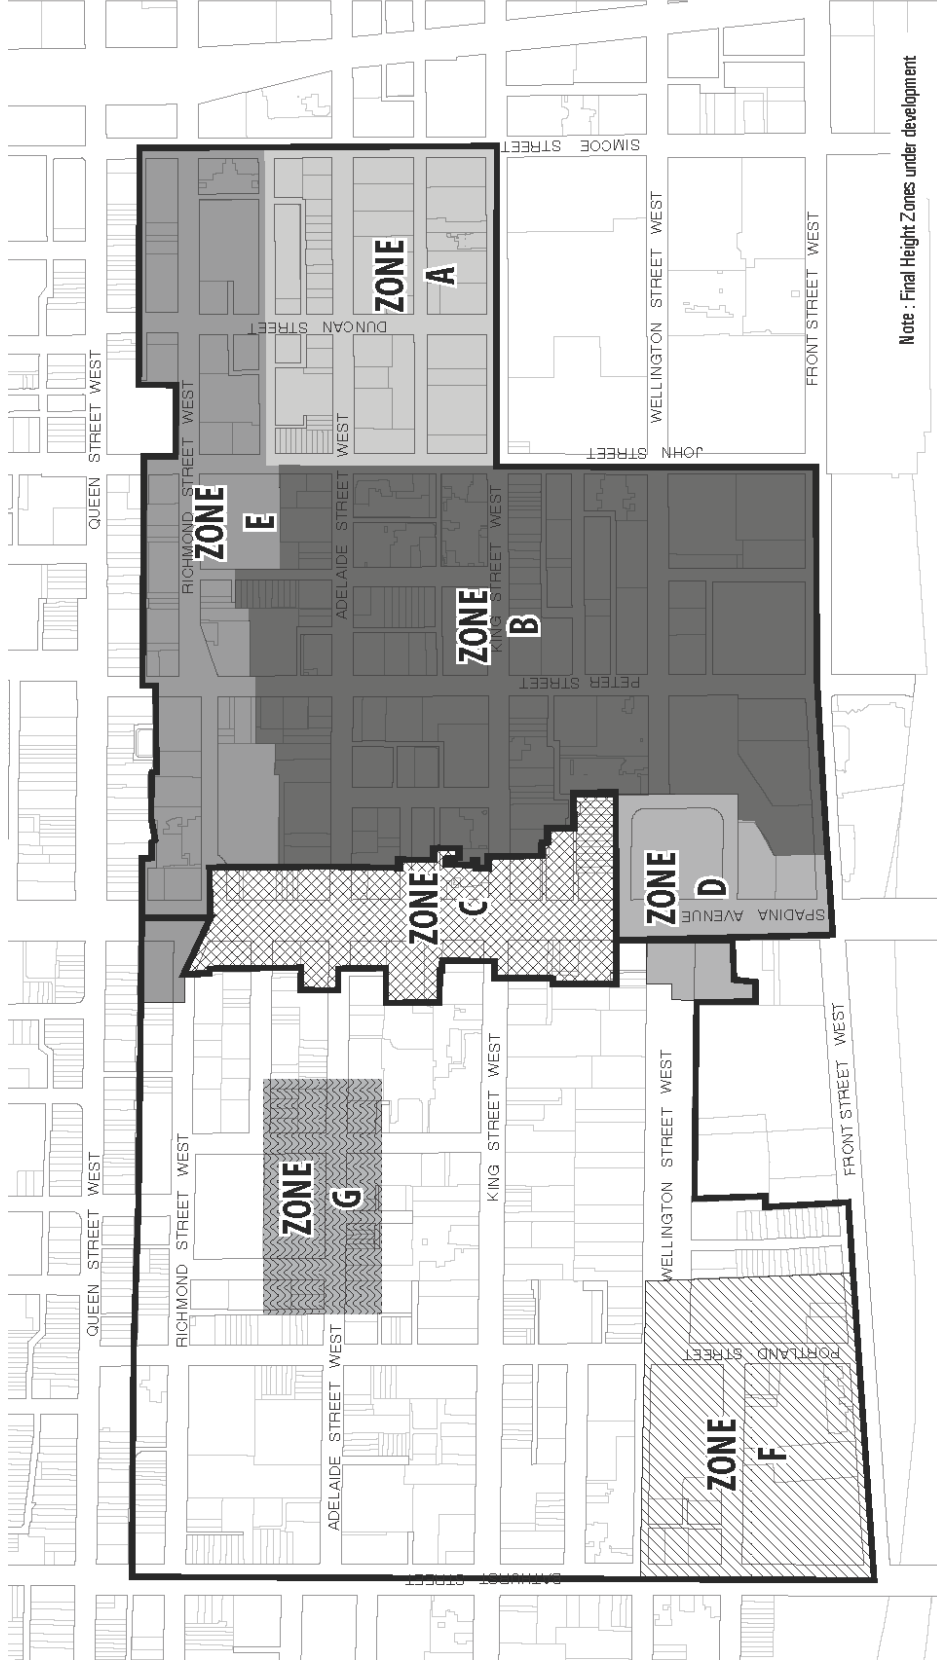 QUEEN STREET WEST
QUEEN STREET WEST
RICHMOND STREET WEST
RICHMOND STREET WEST
ADELAIDE STREET WEST
ADELAIDE STREET WEST
KING STREET WEST
KING STREET WEST
WELLINGTON STREET WEST
WELLINGTON STREET WEST
FRONT STREET WEST
FRONT STREET WEST
BATHURST STREET
PORTLAND STREET
SPADINA AVENUE
PETER STREET
JOHN STREET
DUNCAN STREET
SIMCOE STREET
ZONE
A
ZONE
B
ZONE
C
ZONE
D
ZONE
E
ZONE
F
ZONE
G
Note : Final Height Zones under development